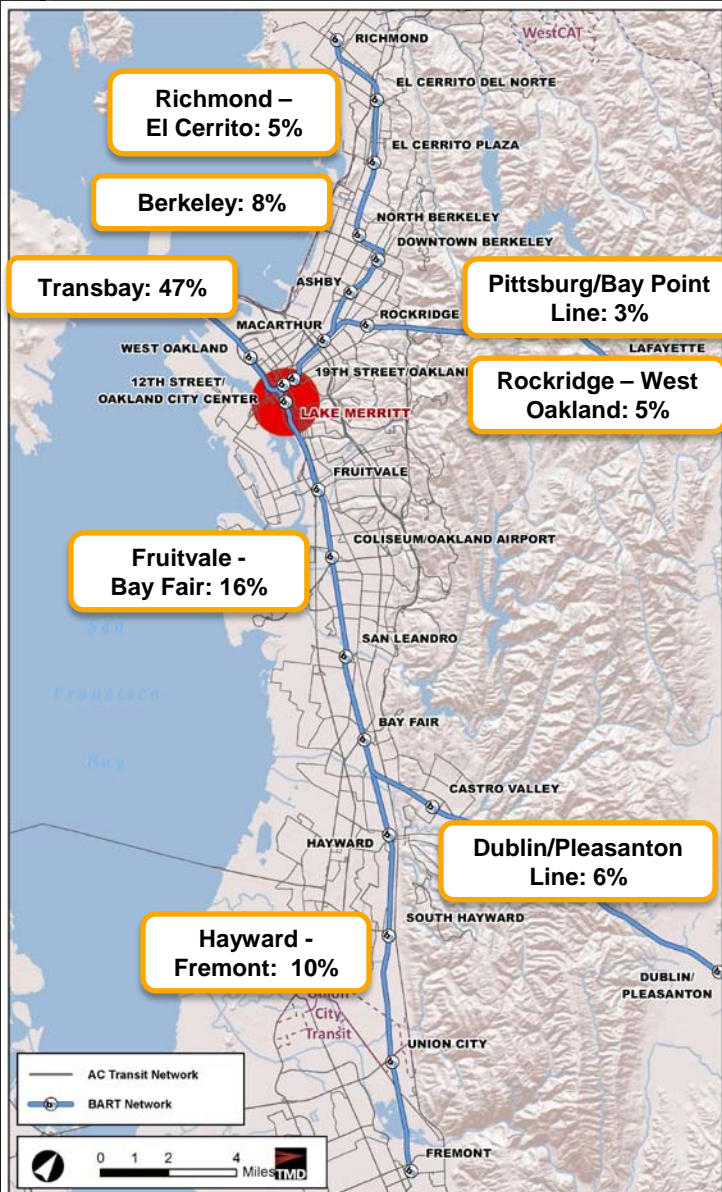 WestCAT
RICHMOND
EL CERRITO DEL NORTE
Richmond –
El Cerrito: 5%
EL CERRITO PLAZA
Berkeley: 8%
NORTH BERKELEY
DOWNTOWN BERKELEY
Transbay: 47%
ASHBY
Pittsburg/Bay Point
Line: 3%
ROCKRIDGE
MACARTHUR
WEST OAKLAND
LAFAYETTE
19TH STREET/OAKLAND
12TH STREET/
OAKLAND CITY CENTER
Rockridge – West
Oakland: 5%
LAKE MERRITT
FRUITVALE
COLISEUM/OAKLAND AIRPORT
Fruitvale -
Bay Fair: 16%
San
Francisco
Bay
SAN LEANDRO
BAY FAIR
CASTRO VALLEY
HAYWARD
Dublin/Pleasanton
Line: 6%
SOUTH HAYWARD
Hayward -
Fremont:  10%
DUBLIN/
PLEASANTON
Union
City
Transit
UNION CITY
AC Transit Network
BART Network
FREMONT
0 1 2 4
Miles
TMD